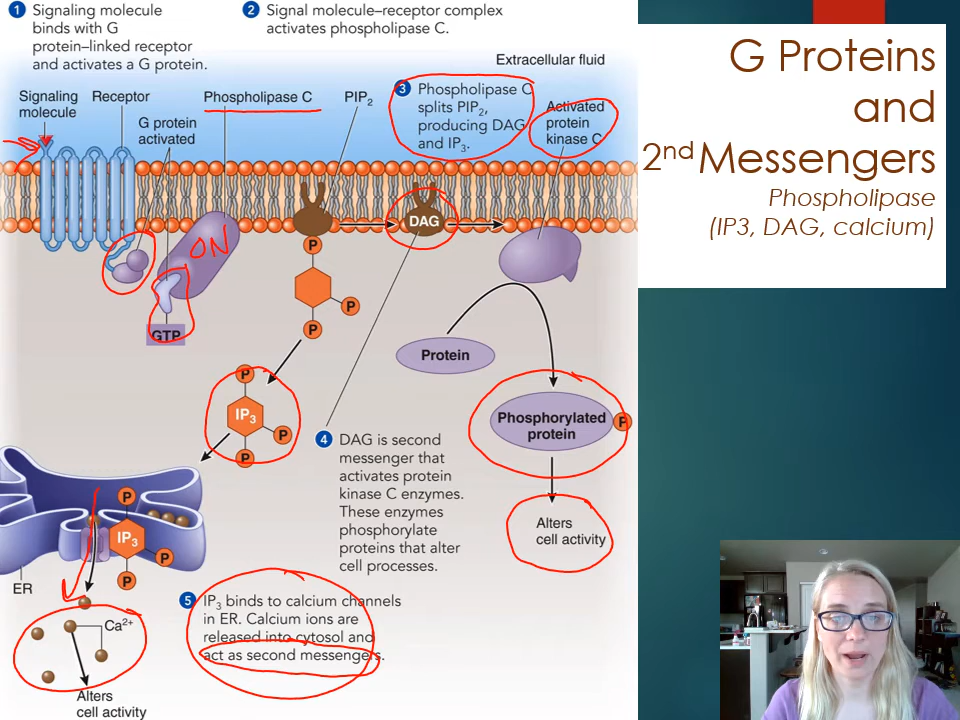 1 Signaling molecule
binds with G
protein–linked receptor
and activates a G protein.
2 Signal molecule–receptor complex
activates phospholipase C.
Extracellular fluid
Signaling
molecule
Receptor
G protein
activated
Phospholipase C
PIP2
3 Phospholipase C
splits PIP2,
producing DAG
and IP3.
Activated
protein
kinase C
DAG
ON
GTP
P
P
P
Protein
P
IP3
P
P
Phosphorylated
protein
P
4 DAG is second
messenger that
activates protein
kinase C enzymes.
These enzymes
phosphorylate
proteins that alter
cell processes.
Alters
cell activity
P
IP3
P
P
ER
Ca2+
Alters
cell activity
5 IP3 binds to calcium channels
in ER. Calcium ions are
released into cytosol and
act as second messengers.
G Proteins
and
2nd Messengers
Phospholipase
(IP3, DAG, calcium)